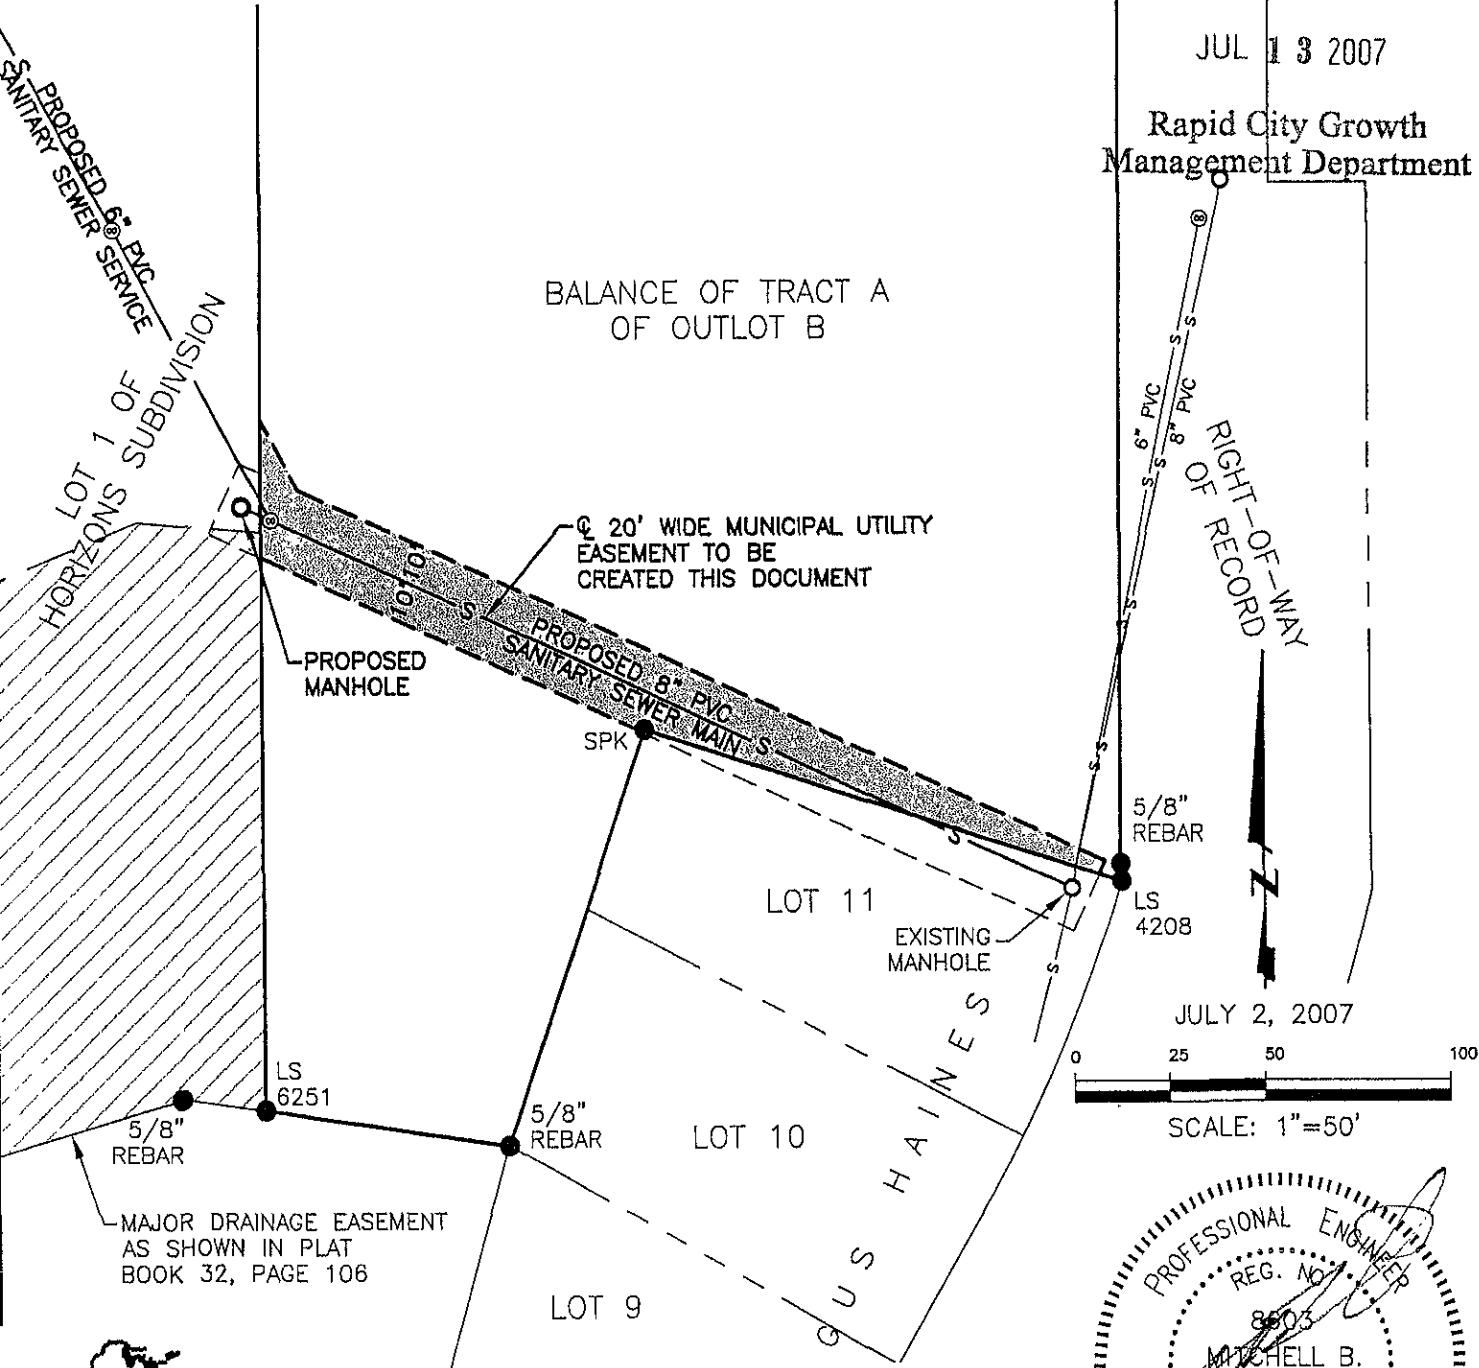 JUL 13 2007
Rapid City Growth
Management Department
S
PROPOSED 6" PVC
SANITARY SEWER SERVICE
BALANCE OF TRACT A
OF OUTLOT B
LOT 1 OF
HORIZONS SUBDIVISION
S
S
6" PVC
8" PVC
S
S
RIGHT-OF-WAY
OF RECORD
℄ 20' WIDE MUNICIPAL UTILITY
EASEMENT TO BE
CREATED THIS DOCUMENT
10'
10'
S
S
S
PROPOSED 8" PVC
SANITARY SEWER MAIN
S
PROPOSED
MANHOLE
SPK
S
S
S
5/8"
REBAR
LS
4208
N
LOT 11
EXISTING
MANHOLE
S
JULY 2, 2007
0 25 50 100
SCALE: 1"=50'
LS
6251
5/8"
REBAR
5/8"
REBAR
LOT 10
GUS HAINES
MAJOR DRAINAGE EASEMENT
AS SHOWN IN PLAT
BOOK 32, PAGE 106
LOT 9
PROFESSIONAL ENGINEER
REG. NO
MITCHELL B.